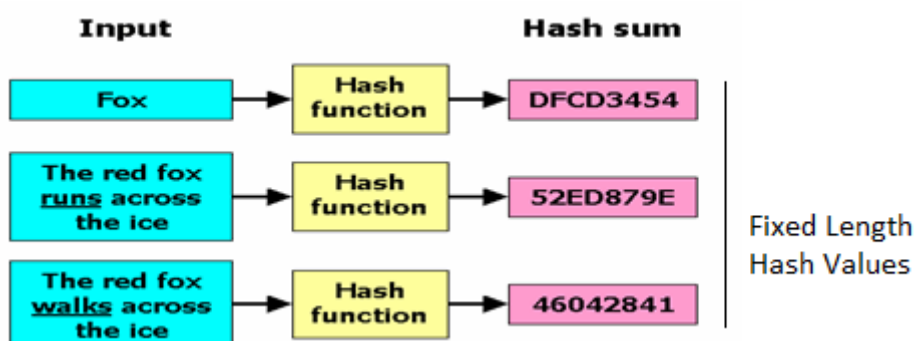 Input
Hash sum
Fox
Hash
function
DFCD3454
The red fox
runs across
the ice
Hash
function
52ED879E
The red fox
walks across
the ice
Hash
function
46042841
Fixed Length
Hash Values